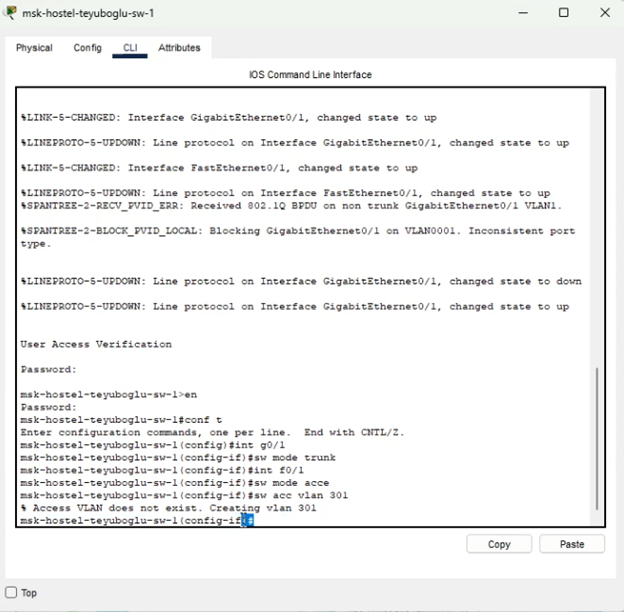 msk-hostel-teyuboglu-sw-1
Physical Config CLI Attributes
IOS Command Line Interface
%LINK-5-CHANGED: Interface GigabitEthernet0/1, changed state to up
%LINEPROTO-5-UPDOWN: Line protocol on Interface GigabitEthernet0/1, changed state to up
%LINK-5-CHANGED: Interface FastEthernet0/1, changed state to up
%LINEPROTO-5-UPDOWN: Line protocol on Interface FastEthernet0/1, changed state to up
%SPANTREE-2-RECV_PVID_ERR: Received 802.1Q BPDU on non trunk GigabitEthernet0/1 VLAN1.
%SPANTREE-2-BLOCK_PVID_LOCAL: Blocking GigabitEthernet0/1 on VLAN0001. Inconsistent port
type.
%LINEPROTO-5-UPDOWN: Line protocol on Interface GigabitEthernet0/1, changed state to down
%LINEPROTO-5-UPDOWN: Line protocol on Interface GigabitEthernet0/1, changed state to up
User Access Verification
Password:
msk-hostel-teyuboglu-sw-1>en
Password:
msk-hostel-teyuboglu-sw-1#conf t
Enter configuration commands, one per line. End with CNTL/Z.
msk-hostel-teyuboglu-sw-1(config)#int g0/1
msk-hostel-teyuboglu-sw-1(config-if)#sw mode trunk
msk-hostel-teyuboglu-sw-1(config-if)#int f0/1
msk-hostel-teyuboglu-sw-1(config-if)#sw mode acce
msk-hostel-teyuboglu-sw-1(config-if)#sw acc vlan 301
% Access VLAN does not exist. Creating vlan 301
msk-hostel-teyuboglu-sw-1(config-if)#
Copy Paste
Top